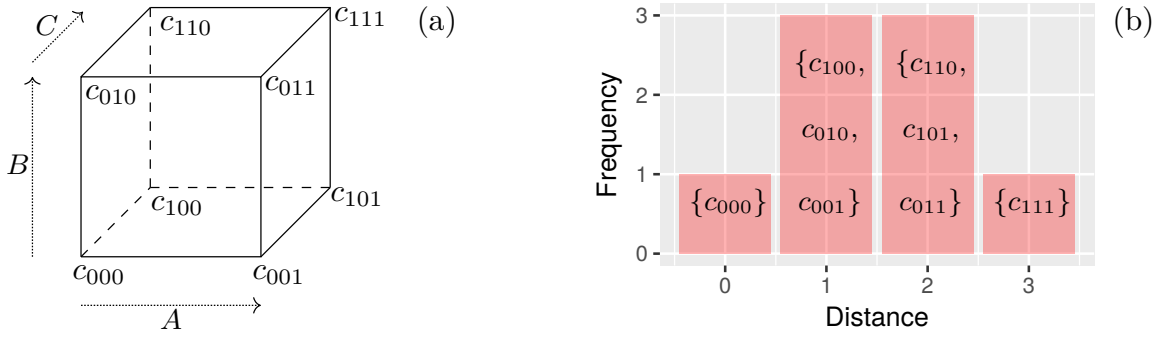 C
c110
c111
(a)
c010
c011
B
c100
c101
c000
c001
A
(b)
Frequency
3
2
1
0
{c100,
c010,
c001}
{c110,
c101,
c011}
{c000}
{c111}
0
1
2
3
Distance